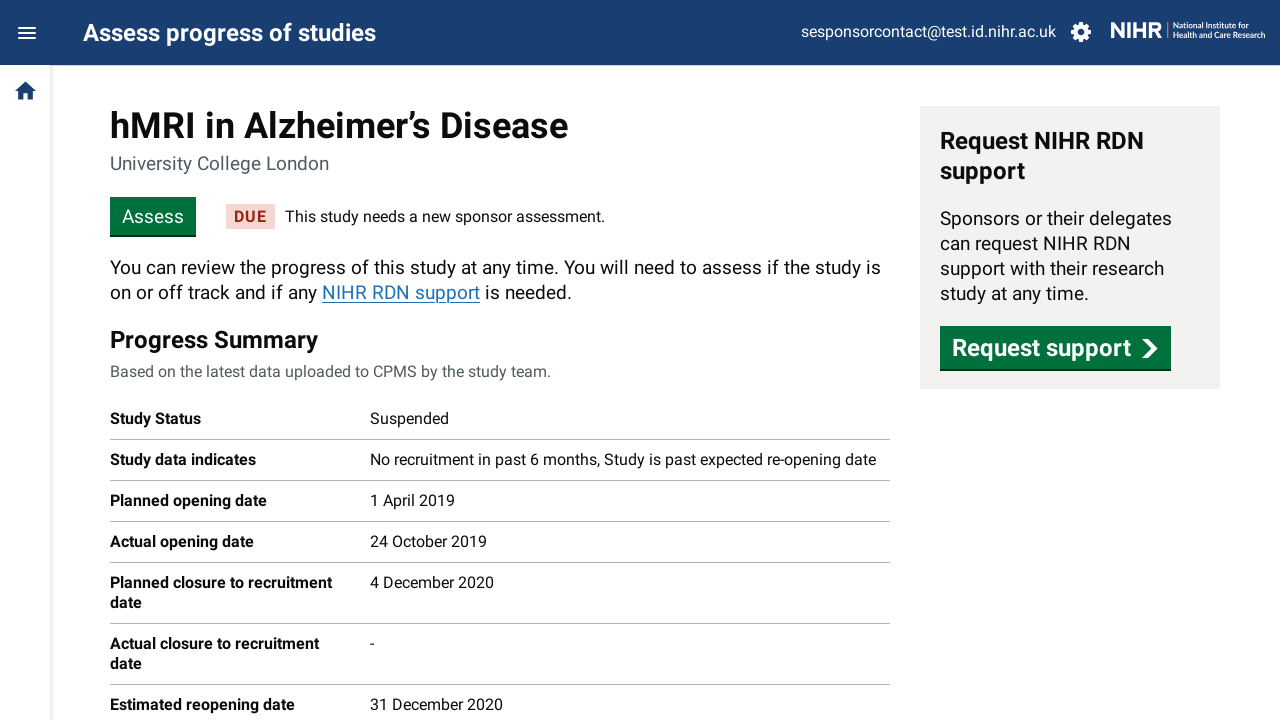 Assess progress of studies
sesponsorcontact@test.id.nihr.ac.uk
NIHR | National Institute for
Health and Care Research
hMRI in Alzheimer’s Disease
University College London
Assess
DUE This study needs a new sponsor assessment.
You can review the progress of this study at any time. You will need to assess if the study is
on or off track and if any NIHR RDN support is needed.
Progress Summary
Based on the latest data uploaded to CPMS by the study team.
Study Status Suspended
Study data indicates No recruitment in past 6 months, Study is past expected re-opening date
Planned opening date 1 April 2019
Actual opening date 24 October 2019
Planned closure to recruitment 4 December 2020
date
Actual closure to recruitment -
date
Estimated reopening date 31 December 2020
Request NIHR RDN
support
Sponsors or their delegates
can request NIHR RDN
support with their research
study at any time.
Request support